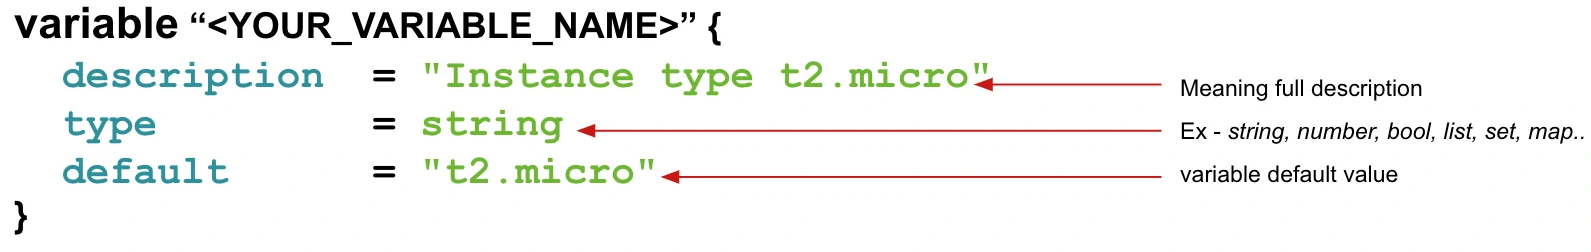 variable “<YOUR_VARIABLE_NAME>” {
description = "Instance type t2.micro"
Meaning full description
type = string
Ex - string, number, bool, list, set, map..
default = "t2.micro"
variable default value
}